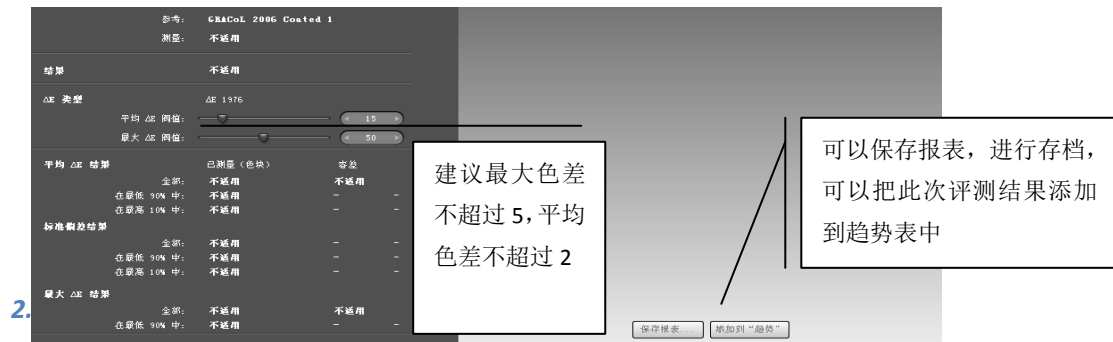 参考: GRACoL 2006 Coated 1
测量: 不适用
结果 不适用
ΔE 类型 ΔE 1976
平均 ΔE 阈值: 15
最大 ΔE 阈值: 50
平均 ΔE 结果 已测量（色块） 容差
全部: 不适用 不适用
在最低 90% 中: 不适用 – –
在最高 10% 中: 不适用 – –
标准偏差结果
全部: 不适用 – –
在最低 90% 中: 不适用 – –
在最高 10% 中: 不适用 – –
最大 ΔE 结果
全部: 不适用 不适用
在最低 90% 中: 不适用 – –
2.
建议最大色差
不超过 5，平均
色差不超过 2
可以保存报表，进行存档，
可以把此次评测结果添加
到趋势表中
保存报表... 添加到“趋势”